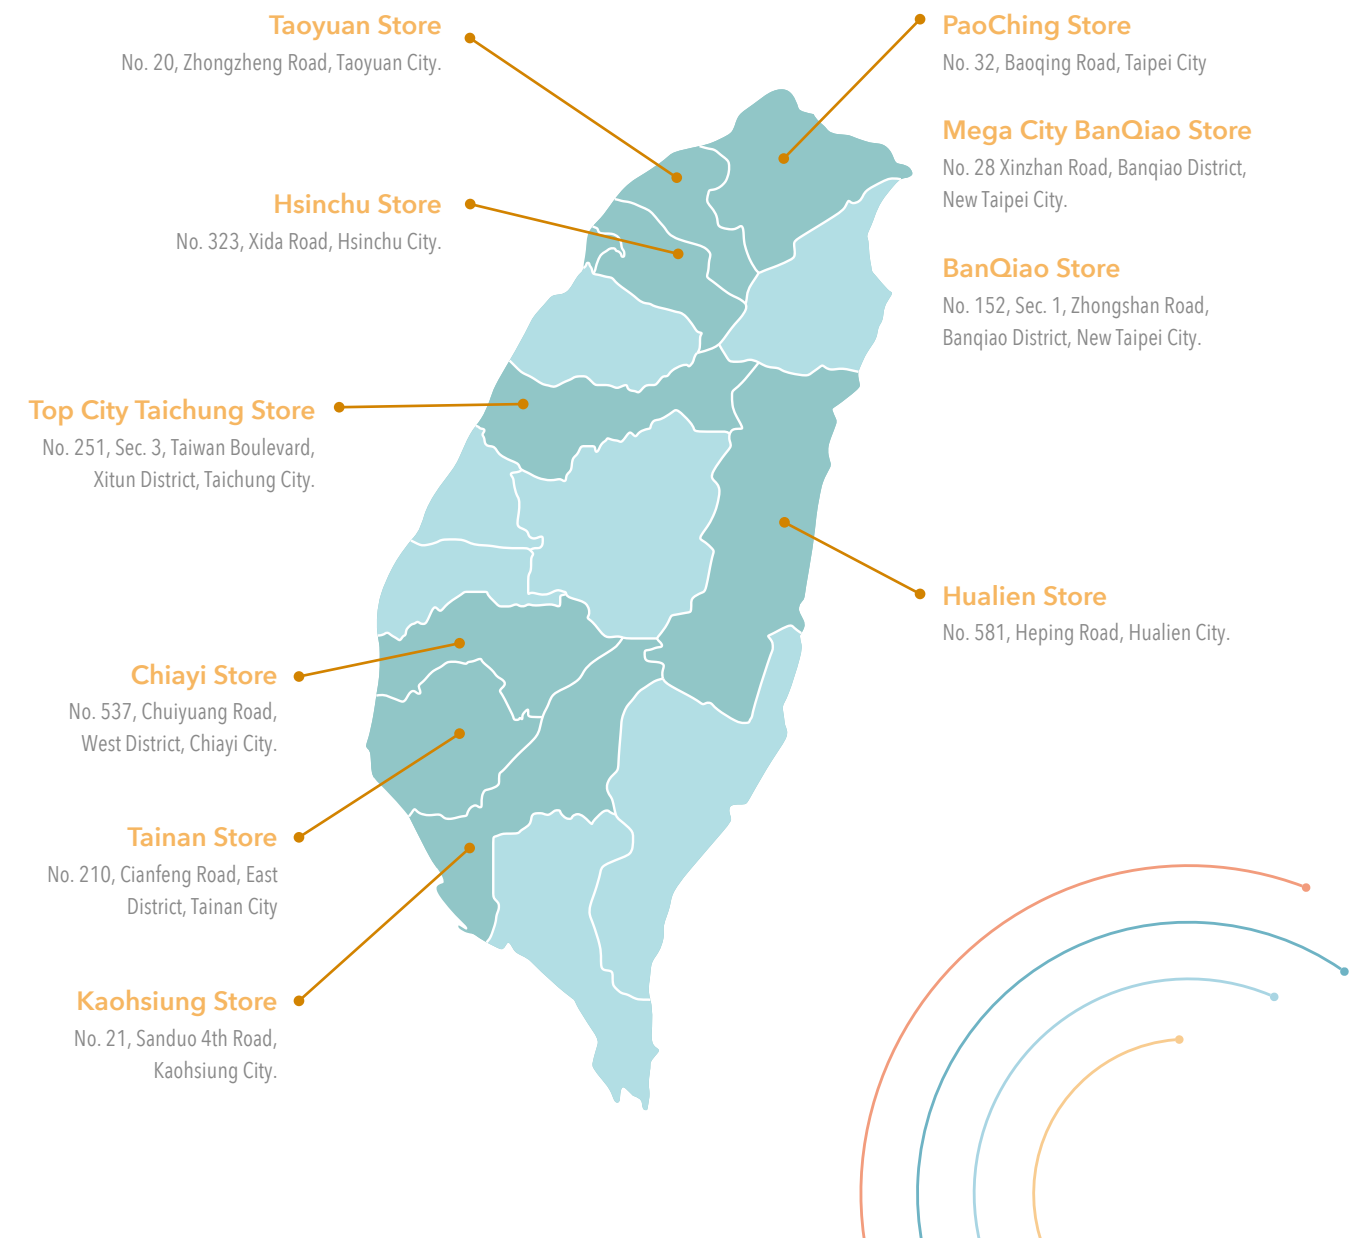 Taoyuan Store
No. 20, Zhongzheng Road, Taoyuan City.
Hsinchu Store
No. 323, Xida Road, Hsinchu City.
Top City Taichung Store
No. 251, Sec. 3, Taiwan Boulevard,
Xitun District, Taichung City.
Chiayi Store
No. 537, Chuiyuang Road,
West District, Chiayi City.
Tainan Store
No. 210, Cianfeng Road, East
District, Tainan City
Kaohsiung Store
No. 21, Sanduo 4th Road,
Kaohsiung City.
PaoChing Store
No. 32, Baoqing Road, Taipei City
Mega City BanQiao Store
No. 28 Xinzhan Road, Banqiao District,
New Taipei City.
BanQiao Store
No. 152, Sec. 1, Zhongshan Road,
Banqiao District, New Taipei City.
Hualien Store
No. 581, Heping Road, Hualien City.